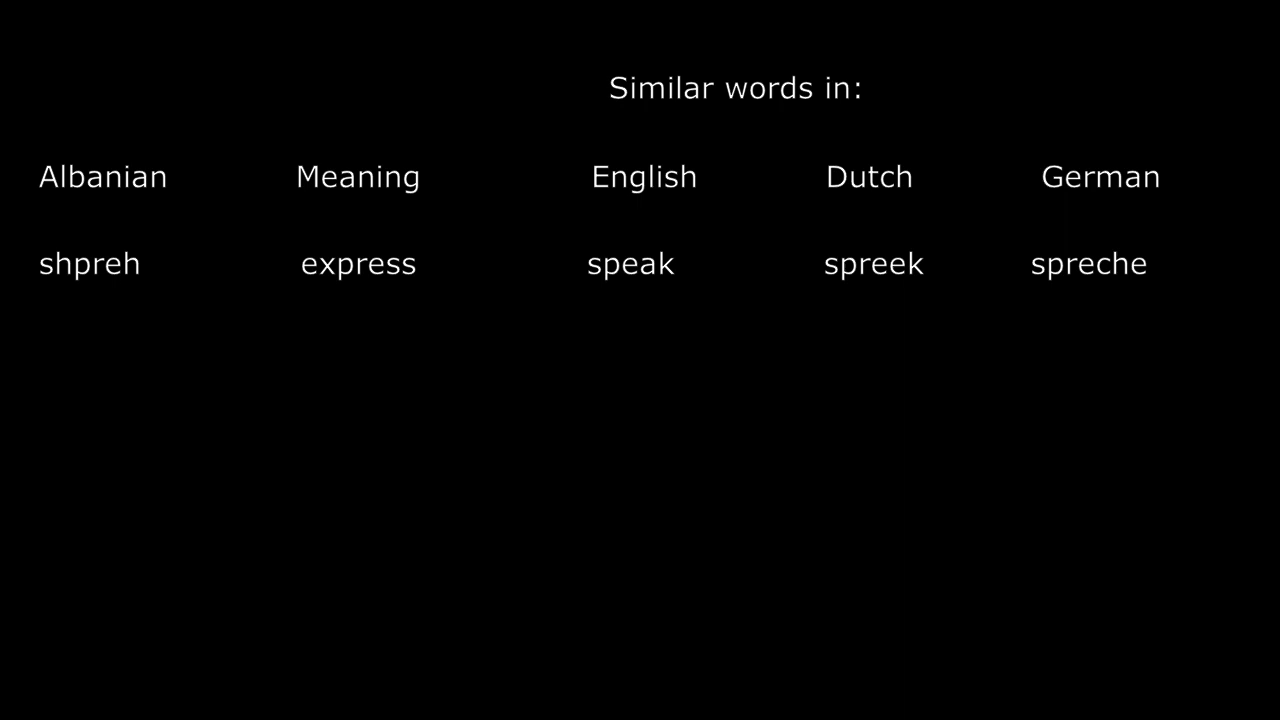 Similar words in:
Albanian Meaning English Dutch German
shpreh express speak spreek spreche